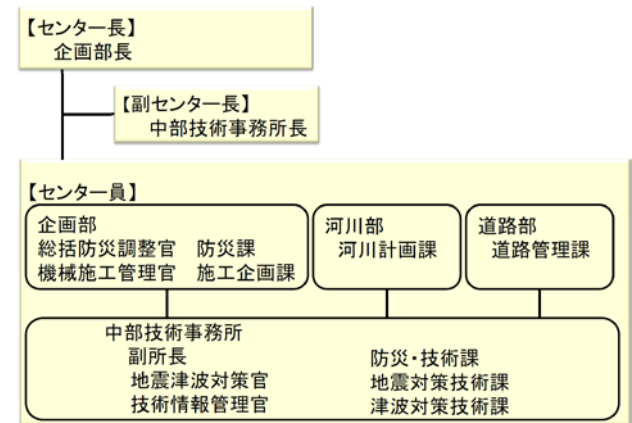 【センター長】
企画部長
【副センター長】
中部技術事務所長
【センター員】
企画部
総括防災調整官 防災課
機械施工管理官 施工企画課
河川部
河川計画課
道路部
道路管理課
中部技術事務所
副所長
地震津波対策官
技術情報管理官
防災・技術課
地震対策技術課
津波対策技術課